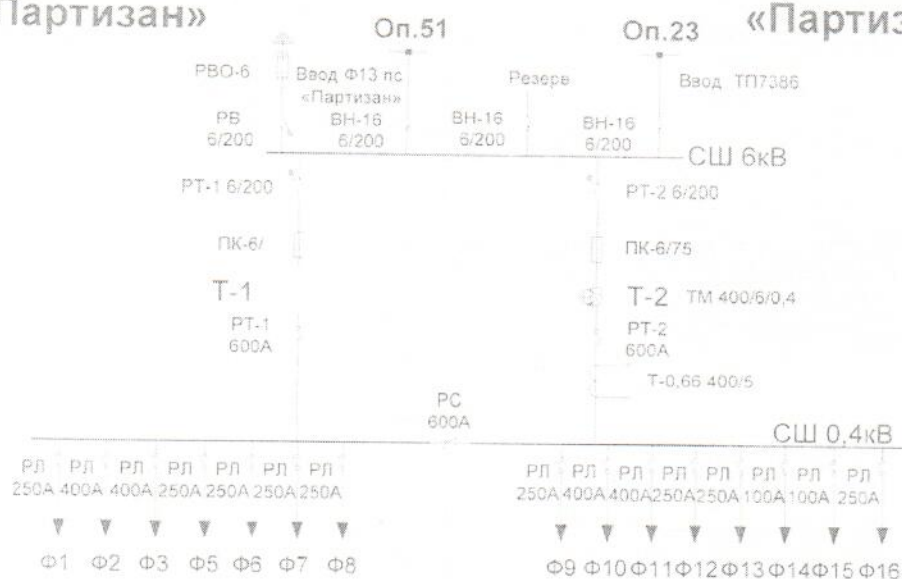 Партизан»
«Партиз
Оп.51
Оп.23
РВО-6
Ввод Ф13 пс
«Партизан»
Резерв
Ввод ТП7386
РВ
6/200
ВН-16
6/200
ВН-16
6/200
ВН-16
6/200
СШ 6кВ
РТ-1 6/200
РТ-2 6/200
ПК-6/
ПК-6/75
Т-1
Т-2 ТМ 400/6/0,4
РТ-1
600А
РТ-2
600А
Т-0,66 400/5
РС
600А
СШ 0,4кВ
РЛ РЛ РЛ РЛ РЛ РЛ РЛ
250А 400А 400А 250А 250А 250А 250А
РЛ РЛ РЛ РЛ РЛ РЛ РЛ РЛ
250А 400А 400А 250А 250А 100А 100А 250А
Ф1 Ф2 Ф3 Ф5 Ф6 Ф7 Ф8
Ф9 Ф10 Ф11 Ф12 Ф13 Ф14 Ф15 Ф16